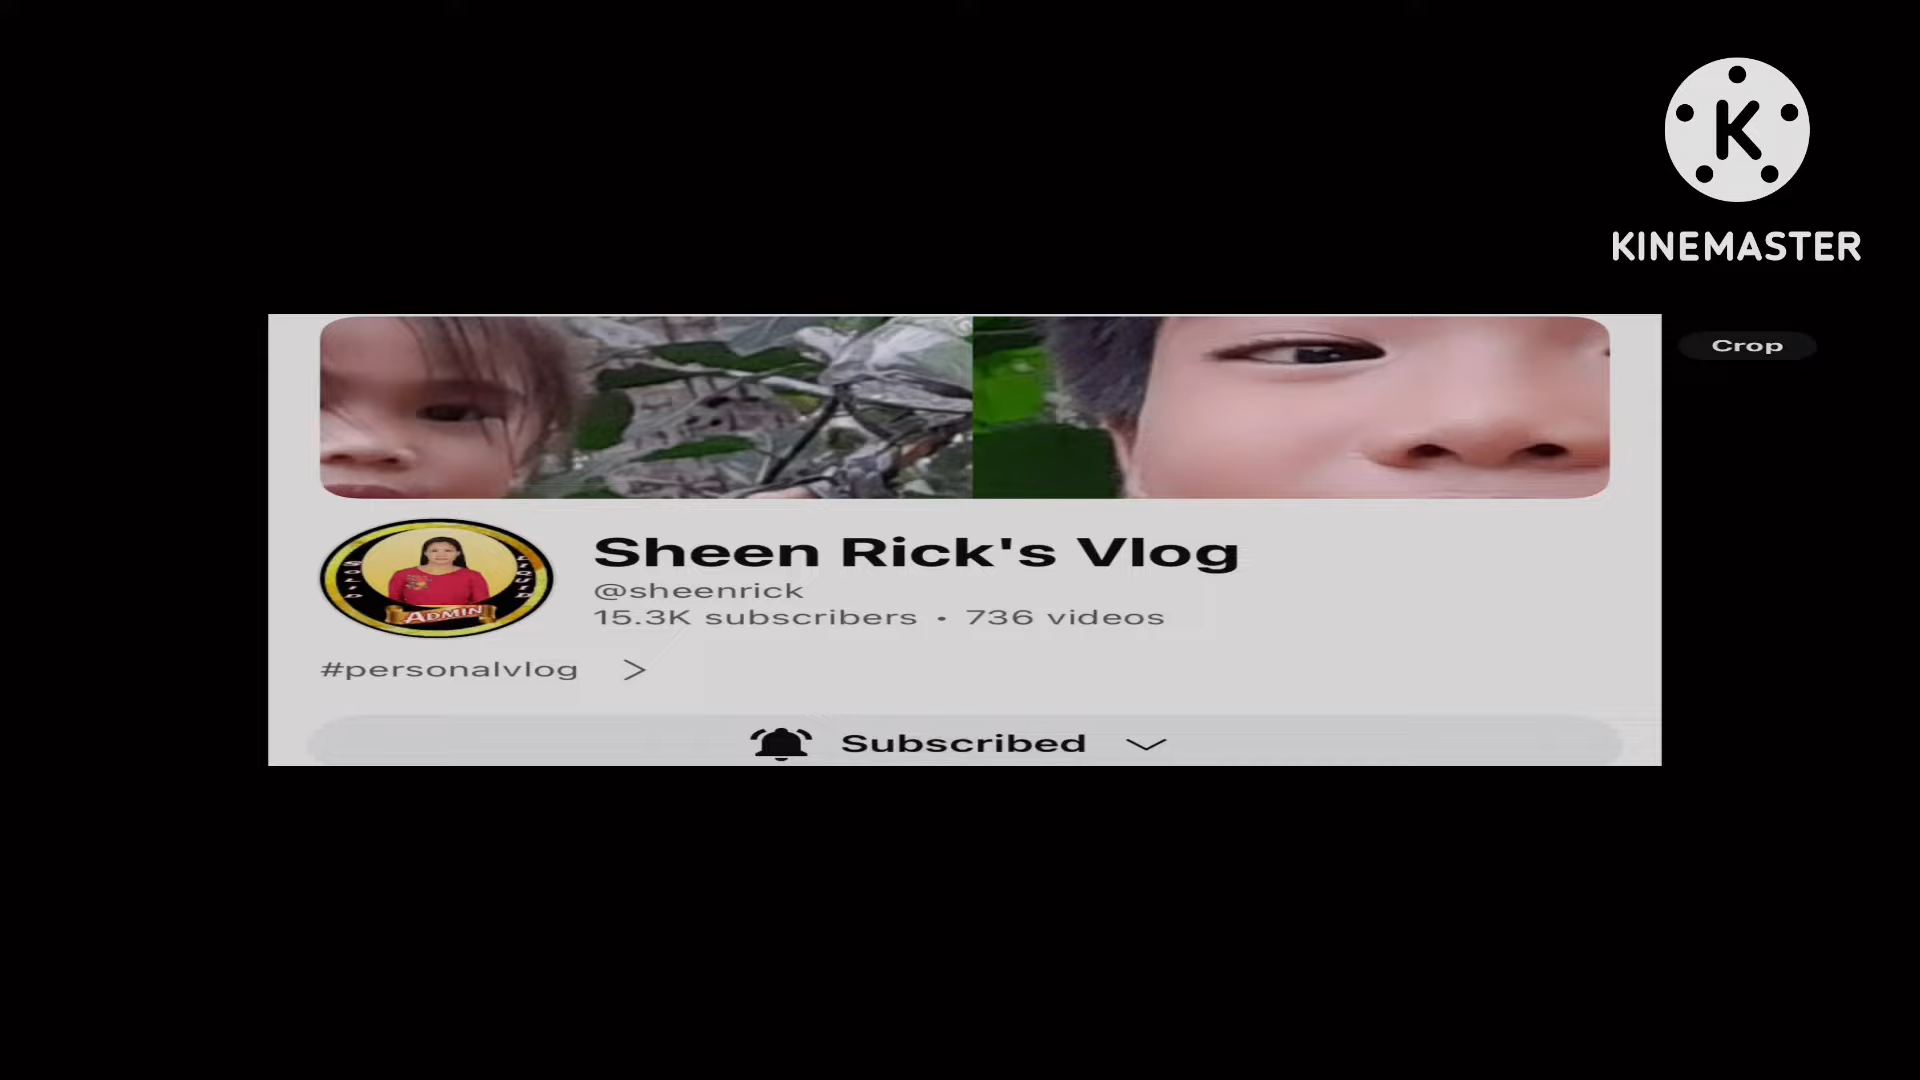 KINEMASTER
Crop
Sheen Rick's Vlog
@sheenrick
15.3K subscribers • 736 videos
ADMIN
#personalvlog
Subscribed